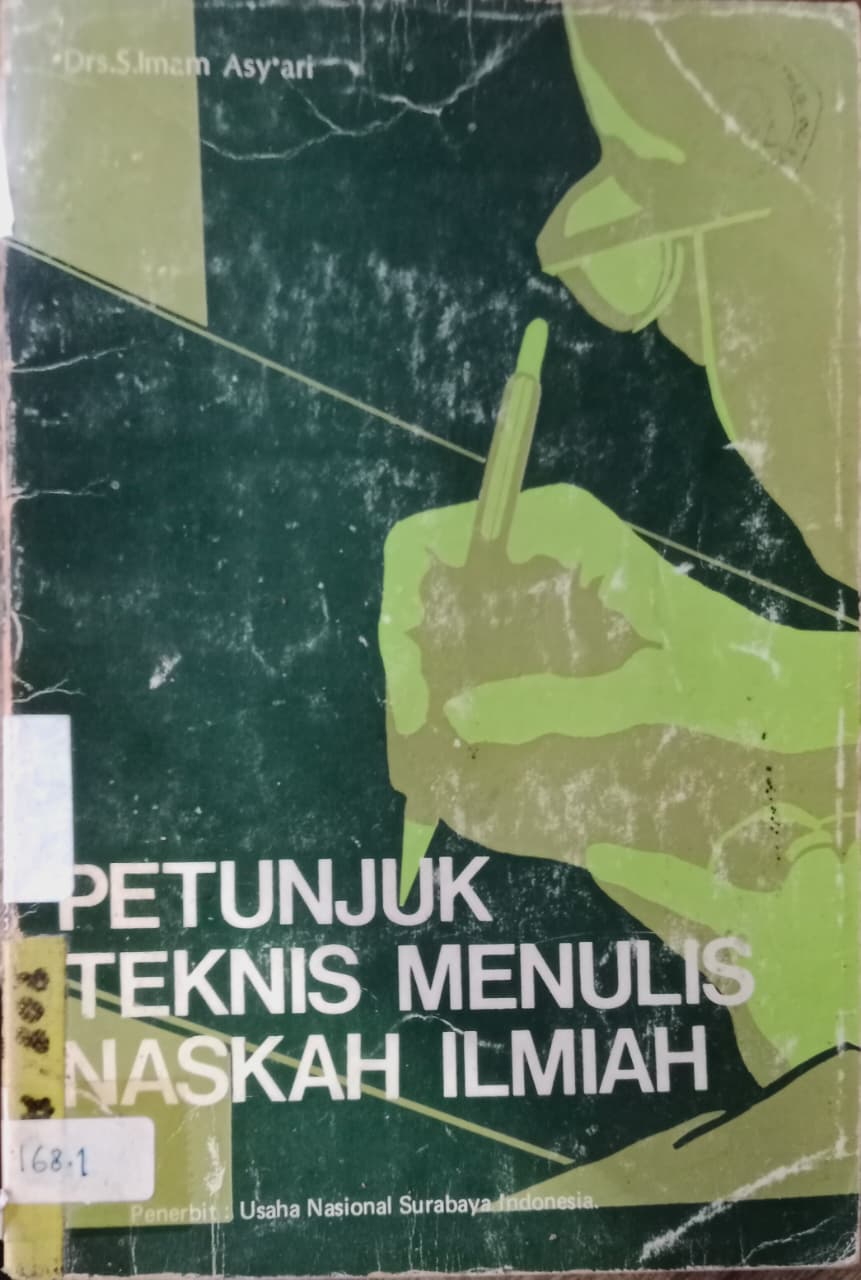 Drs.S.Imam Asy'ari
PETUNJUK
TEKNIS MENULIS
NASKAH ILMIAH
168.1
Penerbit : Usaha Nasional Surabaya Indonesia.